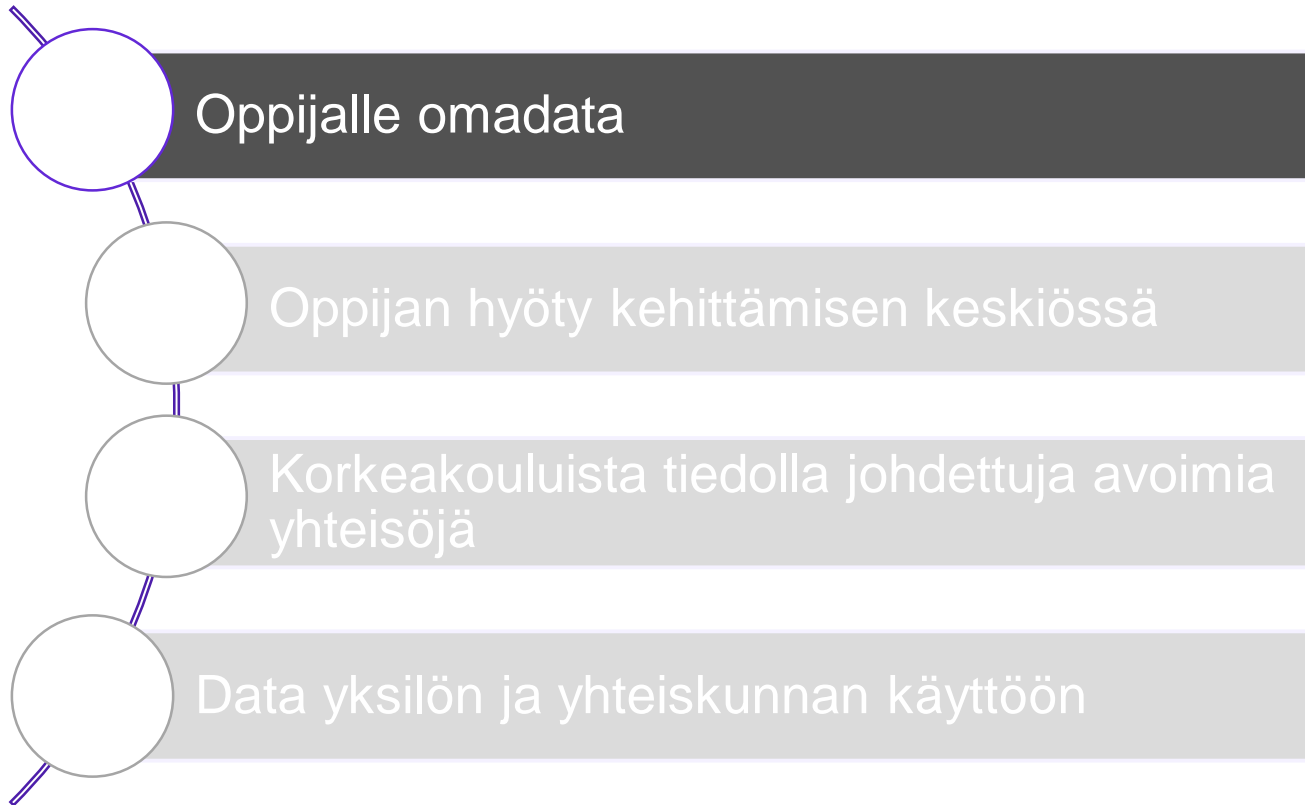 Oppijalle omadata
Oppijan hyöty kehittämisen keskiössä
Korkeakouluista tiedolla johdettuja avoimia
yhteisöjä
Data yksilön ja yhteiskunnan käyttöön